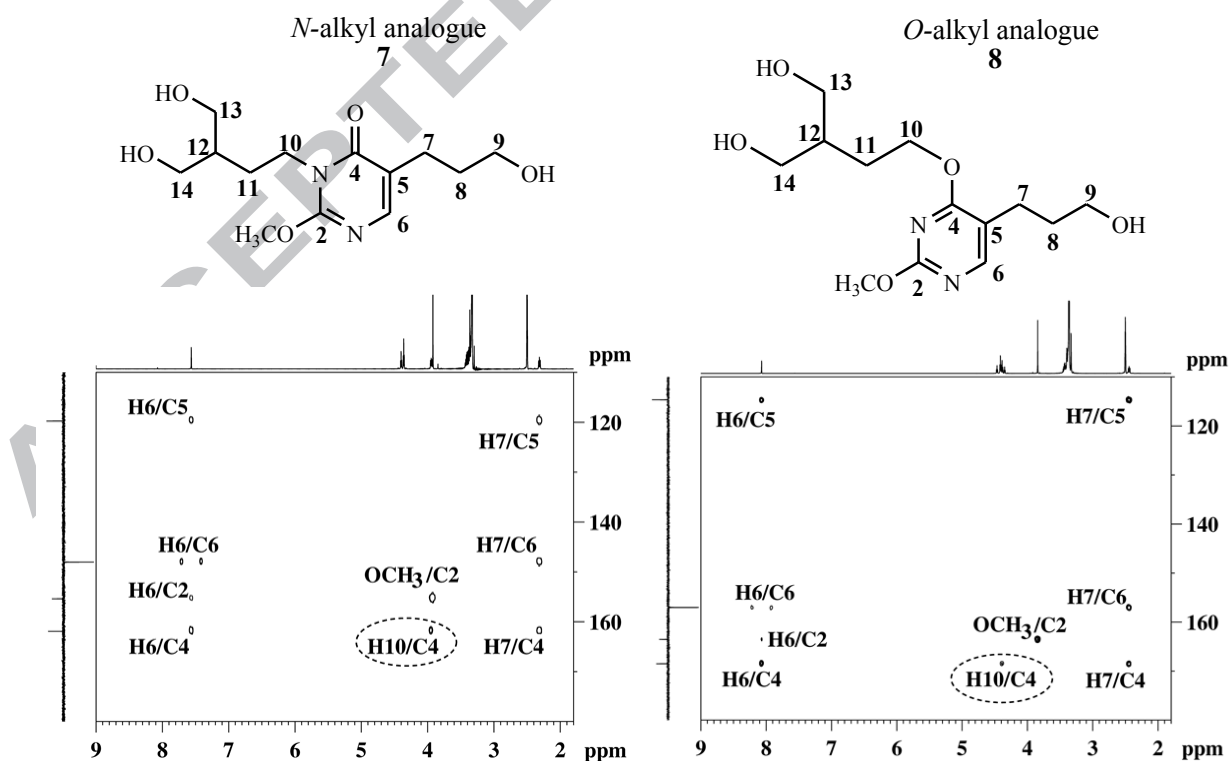 N-alkyl analogue
7
HO
13
12
10
O
7
9
HO
14
11
N
4
5
8
OH
H₃CO
2
N
6
O-alkyl analogue
8
HO
13
12
10
HO
14
11
O
7
9
N
4
5
8
OH
H₃CO
2
N
6
ppm
H6/C5
H7/C5
120
H6/C6
H7/C6
140
OCH₃/C2
H6/C2
H6/C4
H10/C4
H7/C4
160
9 8 7 6 5 4 3 2 ppm
ppm
H6/C5
H7/C5
120
140
H6/C6
H7/C6
160
OCH₃/C2
H6/C2
H6/C4
H10/C4
H7/C4
9 8 7 6 5 4 3 2 ppm